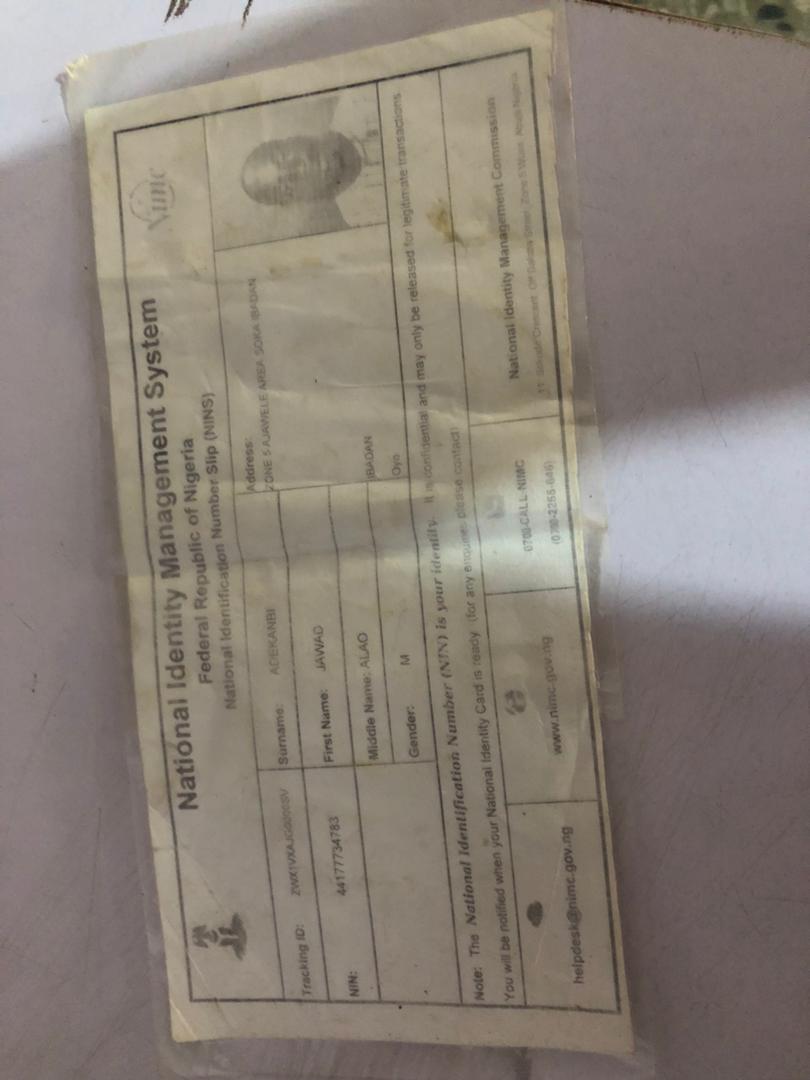 National Identity Management System
Federal Republic of Nigeria
National Identification Number Slip (NINS)
nimc
Tracking ID:
Surname: ADEKANBI
Address:
ZONE 5 AJAWELE AREA SOKA IBADAN
NIN: 44177734783
First Name: JAWAD
Middle Name: ALAO
IBADAN
Gender: M
Oyo
Note: The National Identification Number (NIN) is your identity. It is confidential and may only be released for legitimate transactions
You will be notified when your National Identity Card is ready (for any enquiries please contact)
helpdesk@nimc.gov.ng
www.nimc.gov.ng
0700-CALL-NIMC
(0700-2255-646)
National Identity Management Commission
11, Sokode Crescent, Off Dalaba Street, Zone 5 Wuse, Abuja Nigeria